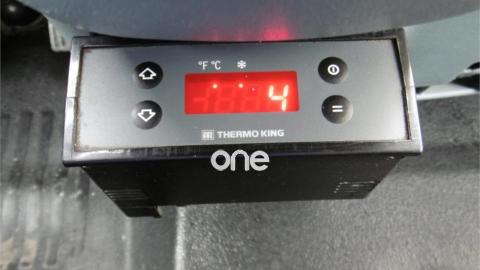 °F °C
4
THERMO KING
one